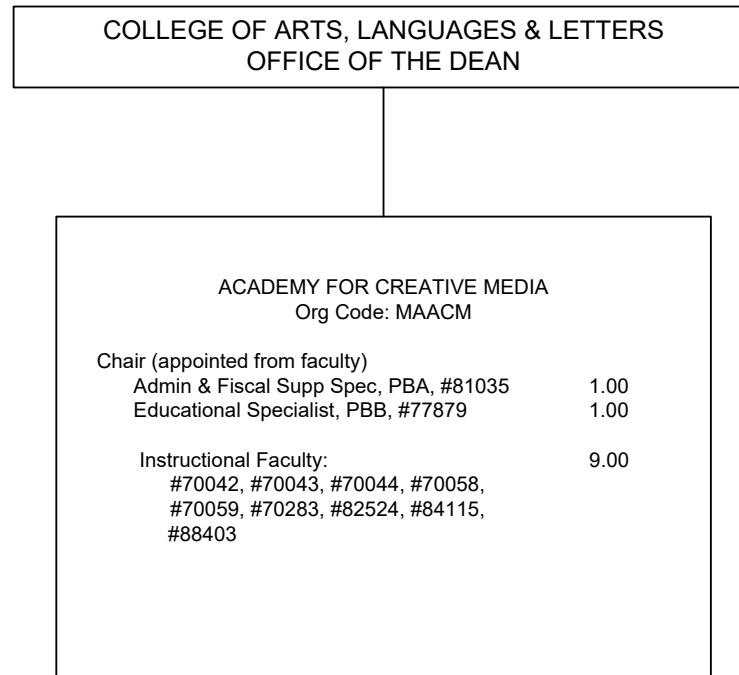 COLLEGE OF ARTS, LANGUAGES & LETTERS
OFFICE OF THE DEAN
ACADEMY FOR CREATIVE MEDIA
Org Code: MAACM
Chair (appointed from faculty)
Admin & Fiscal Supp Spec, PBA, #81035 1.00
Educational Specialist, PBB, #77879 1.00
Instructional Faculty: 9.00
#70042, #70043, #70044, #70058,
#70059, #70283, #82524, #84115,
#88403